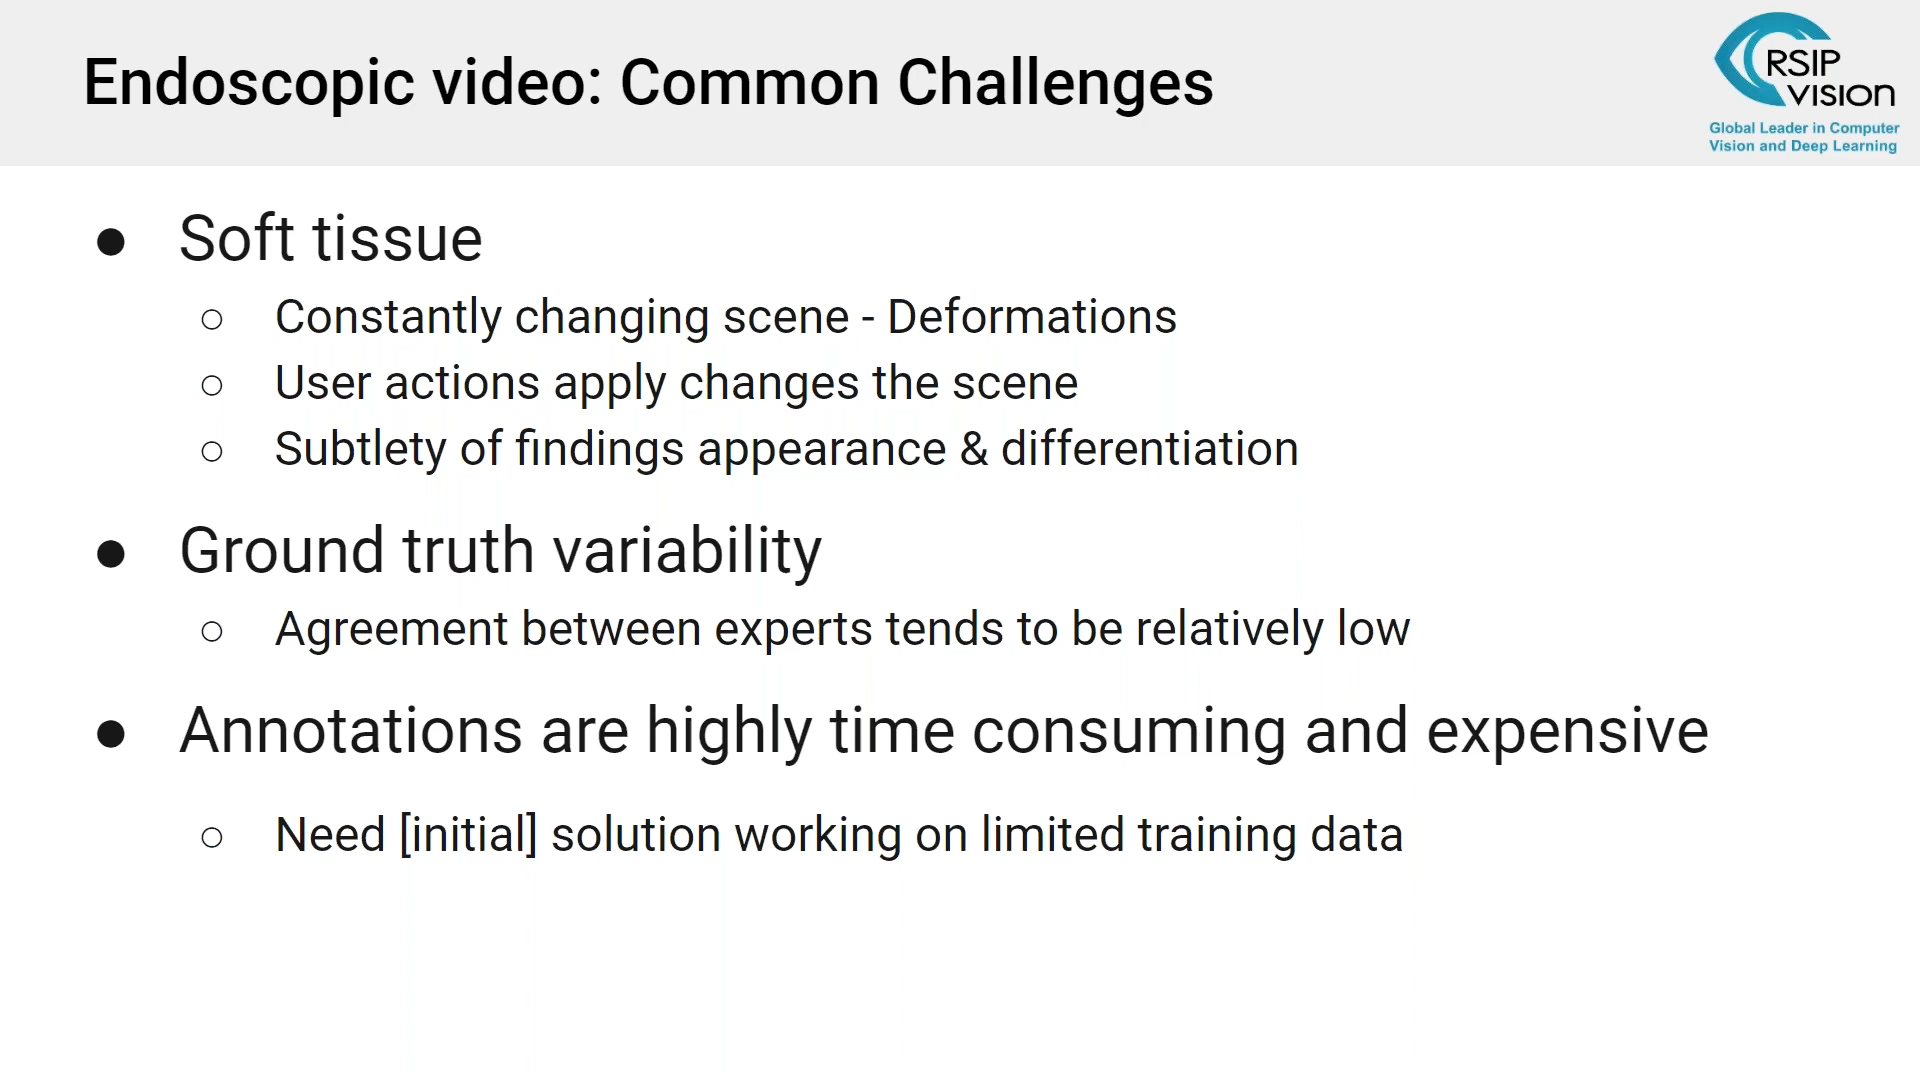 Endoscopic video: Common Challenges
RSIP
VISION
Global Leader in Computer
Vision and Deep Learning
● Soft tissue
○ Constantly changing scene - Deformations
○ User actions apply changes the scene
○ Subtlety of findings appearance & differentiation
● Ground truth variability
○ Agreement between experts tends to be relatively low
● Annotations are highly time consuming and expensive
○ Need [initial] solution working on limited training data